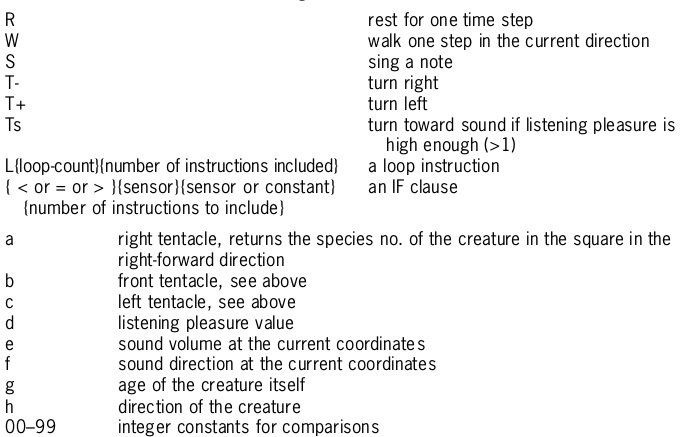 R rest for one time step
W walk one step in the current direction
S sing a note
T- turn right
T+ turn left
Ts turn toward sound if listening pleasure is
high enough (>1)
L{loop-count}{number of instructions included} a loop instruction
{ < or = or > }{sensor}{sensor or constant} an IF clause
{number of instructions to include}
a right tentacle, returns the species no. of the creature in the square in the
right-forward direction
b front tentacle, see above
c left tentacle, see above
d listening pleasure value
e sound volume at the current coordinates
f sound direction at the current coordinates
g age of the creature itself
h direction of the creature
00–99 integer constants for comparisons